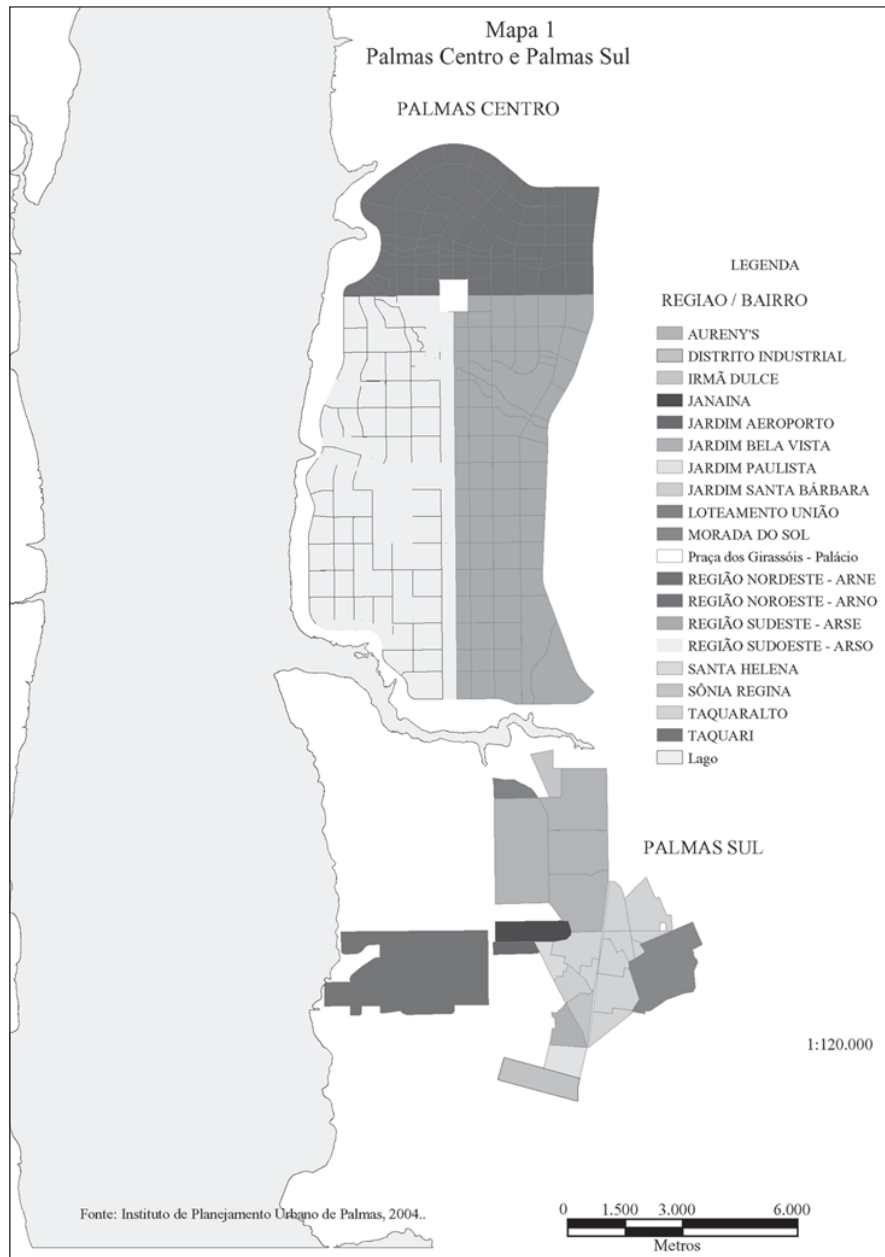 Mapa 1
Palmas Centro e Palmas Sul
PALMAS CENTRO
LEGENDA
REGIAO / BAIRRO
AURENY'S
DISTRITO INDUSTRIAL
IRMÃ DULCE
JANAINA
JARDIM AEROPORTO
JARDIM BELA VISTA
JARDIM PAULISTA
JARDIM SANTA BÁRBARA
LOTEAMENTO UNIÃO
MORADA DO SOL
Praça dos Girassóis - Palácio
REGIÃO NORDESTE - ARNE
REGIÃO NOROESTE - ARNO
REGIÃO SUDESTE - ARSE
REGIÃO SUDOESTE - ARSO
SANTA HELENA
SÔNIA REGINA
TAQUARALTO
TAQUARI
Lago
PALMAS SUL
1:120.000
Fonte: Instituto de Planejamento Urbano de Palmas, 2004..
0 1.500 3.000 6.000
Metros